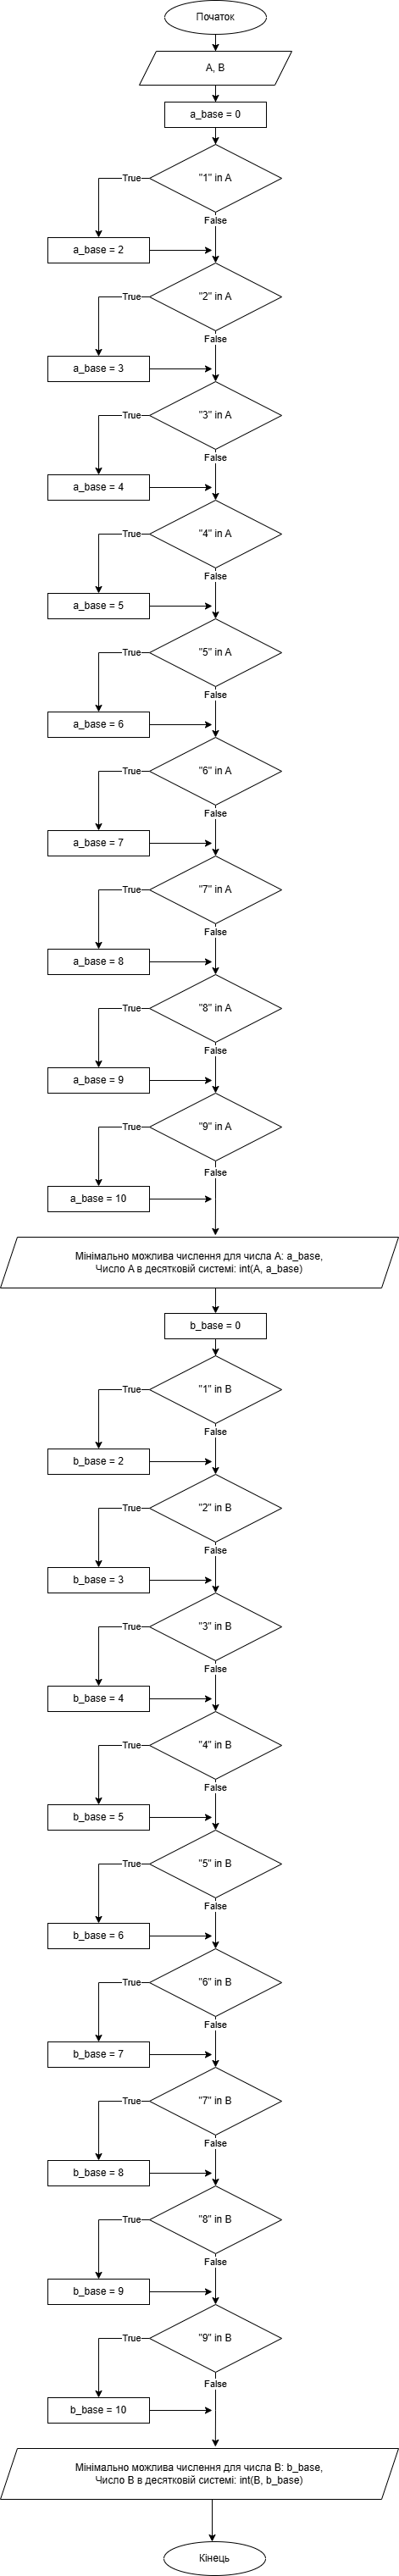 Початок
A, B
a_base = 0
"1" in A
True
False
a_base = 2
"2" in A
True
False
a_base = 3
"3" in A
True
False
a_base = 4
"4" in A
True
False
a_base = 5
"5" in A
True
False
a_base = 6
"6" in A
True
False
a_base = 7
"7" in A
True
False
a_base = 8
"8" in A
True
False
a_base = 9
"9" in A
True
False
a_base = 10
Мінімально можлива числення для числа A: a_base,
Число A в десятковій системі: int(A, a_base)
b_base = 0
"1" in B
True
False
b_base = 2
"2" in B
True
False
b_base = 3
"3" in B
True
False
b_base = 4
"4" in B
True
False
b_base = 5
"5" in B
True
False
b_base = 6
"6" in B
True
False
b_base = 7
"7" in B
True
False
b_base = 8
"8" in B
True
False
b_base = 9
"9" in B
True
False
b_base = 10
Мінімально можлива числення для числа B: b_base,
Число B в десятковій системі: int(B, b_base)
Кінець